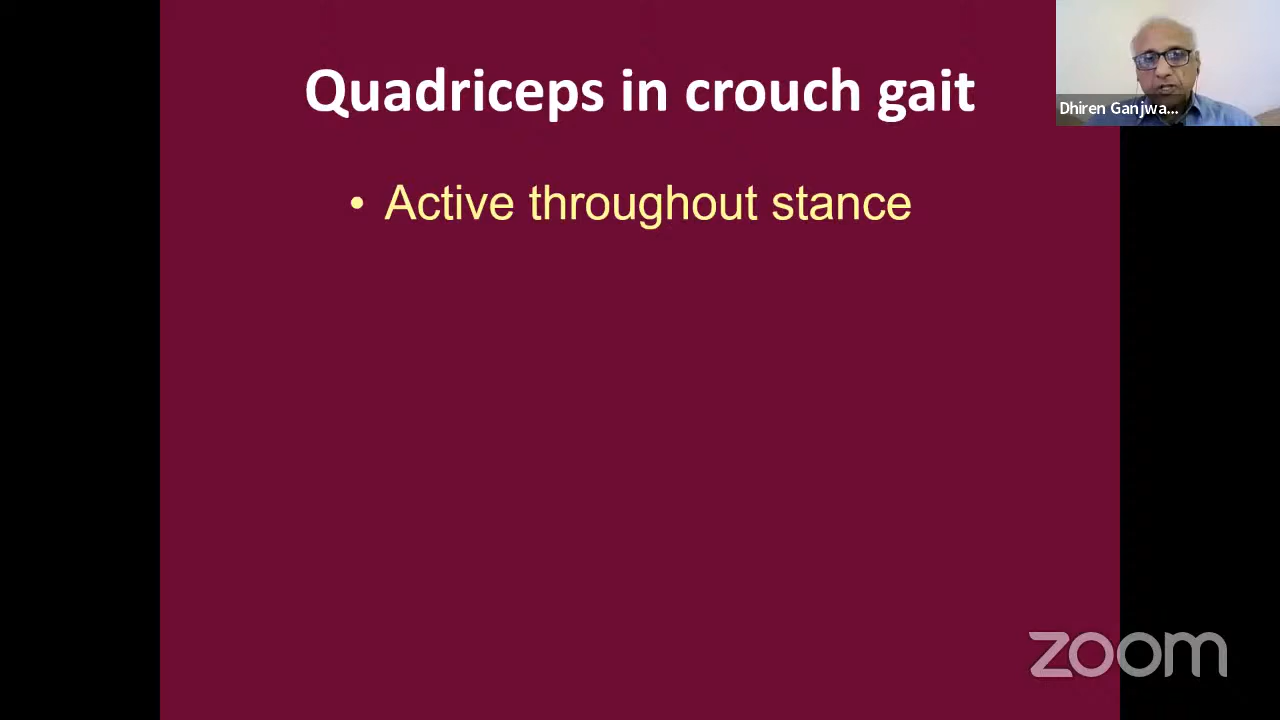 Quadriceps in crouch gait
Dhiren Ganjwa...
• Active throughout stance
zoom